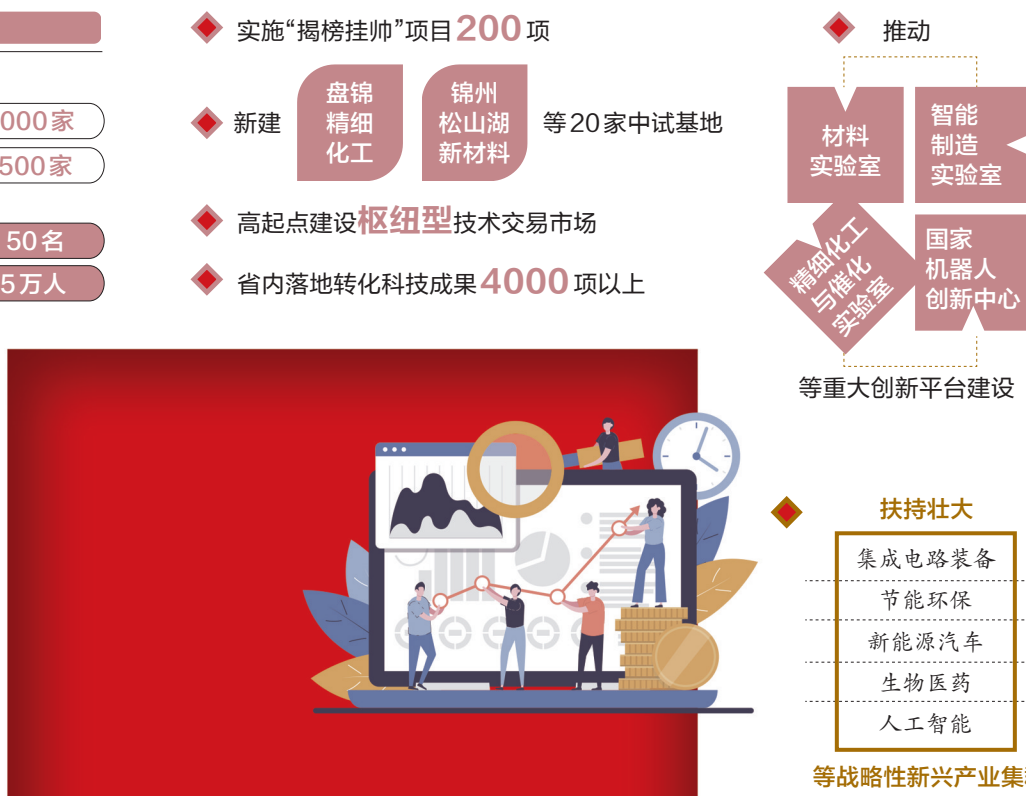 000家
500家
50名
5万人
实施“揭榜挂帅”项目200项
新建
盘锦
精细
化工
锦州
松山湖
新材料
等20家中试基地
高起点建设枢纽型技术交易市场
省内落地转化科技成果4000项以上
推动
材料
实验室
智能
制造
实验室
精细化工
与催化
实验室
国家
机器人
创新中心
等重大创新平台建设
扶持壮大
集成电路装备
节能环保
新能源汽车
生物医药
人工智能
等战略性新兴产业集